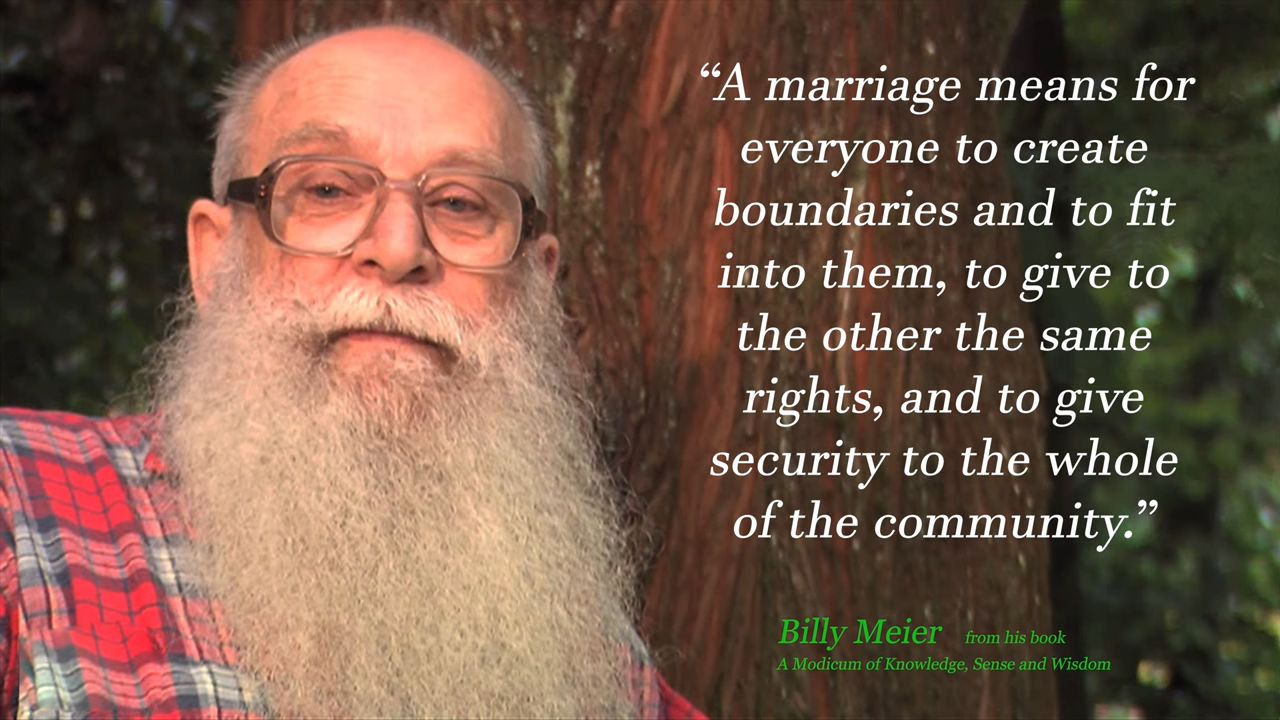 “A marriage means for
everyone to create
boundaries and to fit
into them, to give to
the other the same
rights, and to give
security to the whole
of the community.”
Billy Meier from his book
A Modicum of Knowledge, Sense and Wisdom